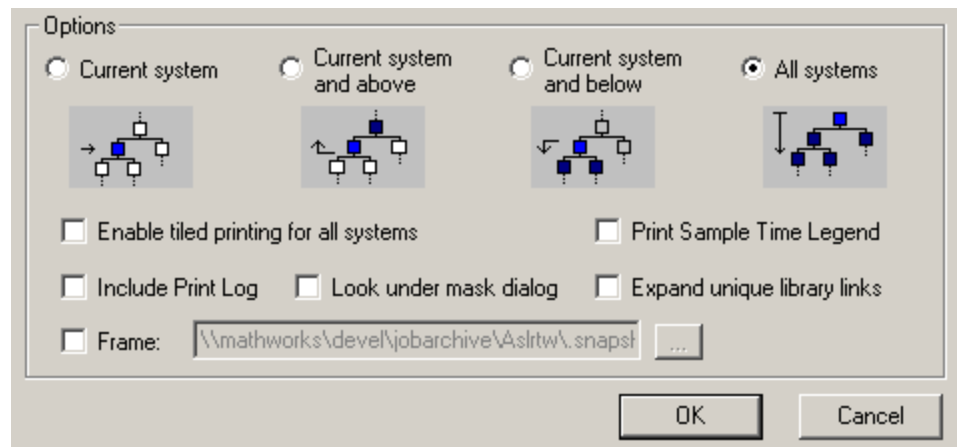 Options
Current system
Current system
and above
Current system
and below
All systems
Enable tiled printing for all systems
Print Sample Time Legend
Include Print Log
Look under mask dialog
Expand unique library links
Frame:
\\mathworks\devel\jobarchive\Aslrtw\.snapsh
...
OK
Cancel